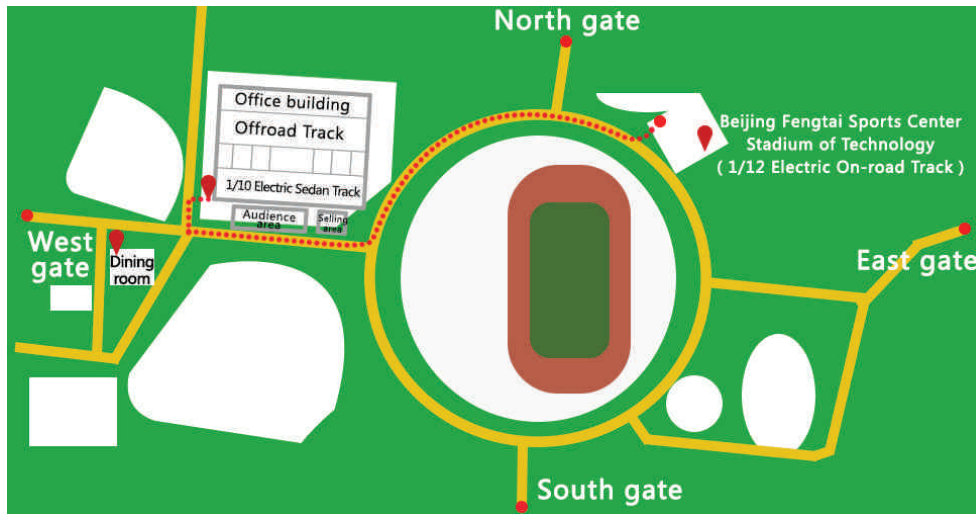 North gate
Office building
Offroad Track
1/10 Electric Sedan Track
Audience
area
Selling
area
Beijing Fengtai Sports Center
Stadium of Technology
( 1/12 Electric On-road Track )
West
gate
Dining
room
East gate
South gate